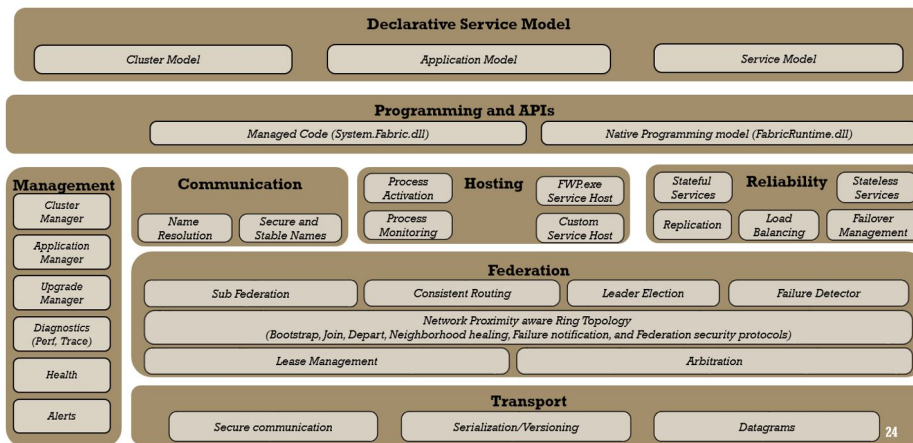 Declarative Service Model
Cluster Model
Application Model
Service Model
Programming and APIs
Managed Code (System.Fabric.dll)
Native Programming model (FabricRuntime.dll)
Management
Cluster
Manager
Application
Manager
Upgrade
Manager
Diagnostics
(Perf, Trace)
Health
Alerts
Communication
Name
Resolution
Secure and
Stable Names
Hosting
Process
Activation
FWP.exe
Service Host
Process
Monitoring
Custom
Service Host
Reliability
Stateful
Services
Stateless
Services
Replication
Load
Balancing
Failover
Management
Federation
Sub Federation
Consistent Routing
Leader Election
Failure Detector
Network Proximity aware Ring Topology
(Bootstrap, Join, Depart, Neighborhood healing, Failure notification, and Federation security protocols)
Lease Management
Arbitration
Transport
Secure communication
Serialization/Versioning
Datagrams
24